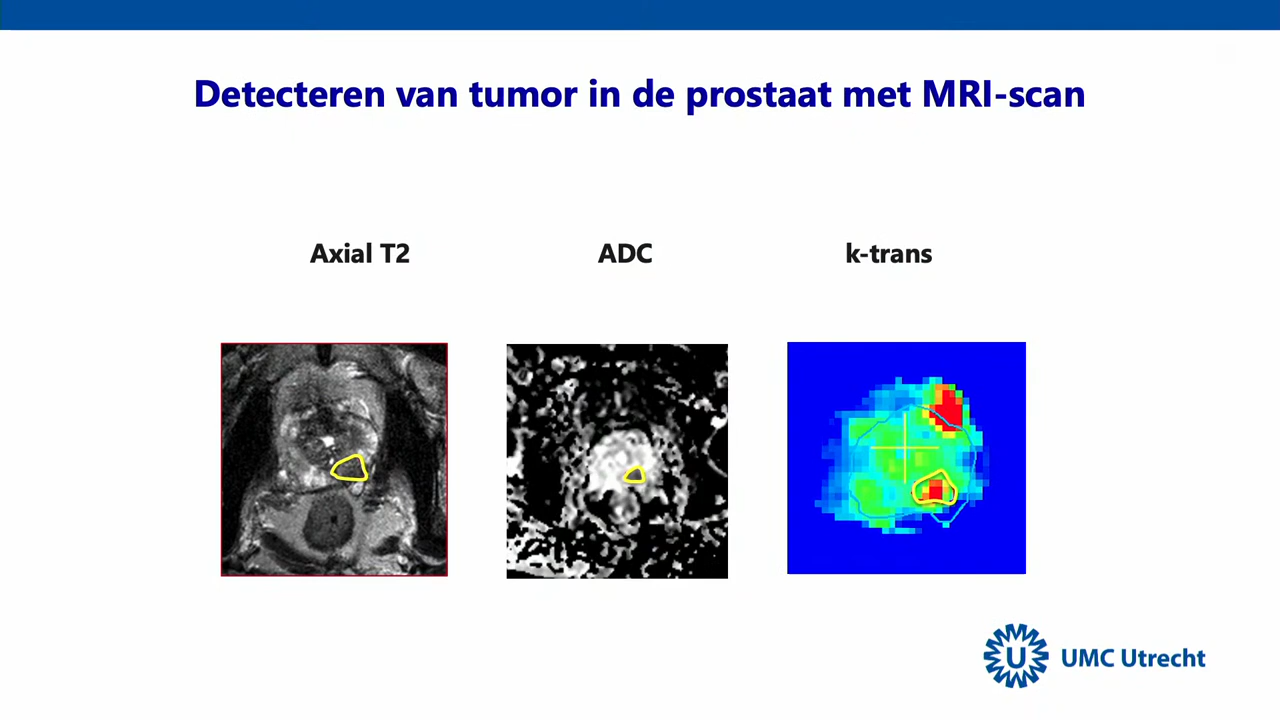 Detecteren van tumor in de prostaat met MRI-scan
Axial T2
ADC
k-trans
U UMC Utrecht